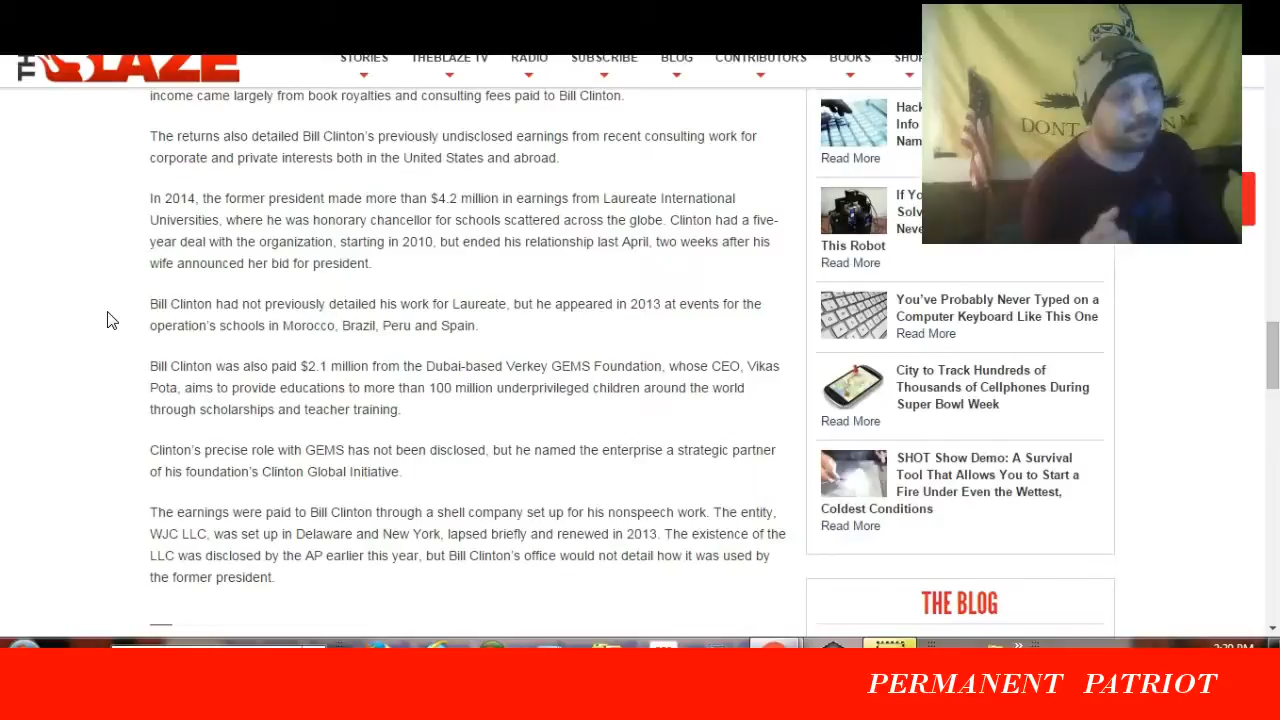 THE BLAZE
STORIES THEBLAZE TV RADIO SUBSCRIBE BLOG CONTRIBUTORS BOOKS SHOP
income came largely from book royalties and consulting fees paid to Bill Clinton.
The returns also detailed Bill Clinton's previously undisclosed earnings from recent consulting work for
corporate and private interests both in the United States and abroad.
In 2014, the former president made more than $4.2 million in earnings from Laureate International
Universities, where he was honorary chancellor for schools scattered across the globe. Clinton had a five-
year deal with the organization, starting in 2010, but ended his relationship last April, two weeks after his
wife announced her bid for president.
Bill Clinton had not previously detailed his work for Laureate, but he appeared in 2013 at events for the
operation's schools in Morocco, Brazil, Peru and Spain.
Bill Clinton was also paid $2.1 million from the Dubai-based Verkey GEMS Foundation, whose CEO, Vikas
Pota, aims to provide educations to more than 100 million underprivileged children around the world
through scholarships and teacher training.
Clinton's precise role with GEMS has not been disclosed, but he named the enterprise a strategic partner
of his foundation's Clinton Global Initiative.
The earnings were paid to Bill Clinton through a shell company set up for his nonspeech work. The entity,
WJC LLC, was set up in Delaware and New York, lapsed briefly and renewed in 2013. The existence of the
LLC was disclosed by the AP earlier this year, but Bill Clinton's office would not detail how it was used by
the former president.
Hack
Info
Nam
Read More
If Yo
Solv
Neve
This Robot
Read More
You've Probably Never Typed on a
Computer Keyboard Like This One
Read More
City to Track Hundreds of
Thousands of Cellphones During
Super Bowl Week
Read More
SHOT Show Demo: A Survival
Tool That Allows You to Start a
Fire Under Even the Wettest,
Coldest Conditions
Read More
THE BLOG
DONT
PERMANENT PATRIOT